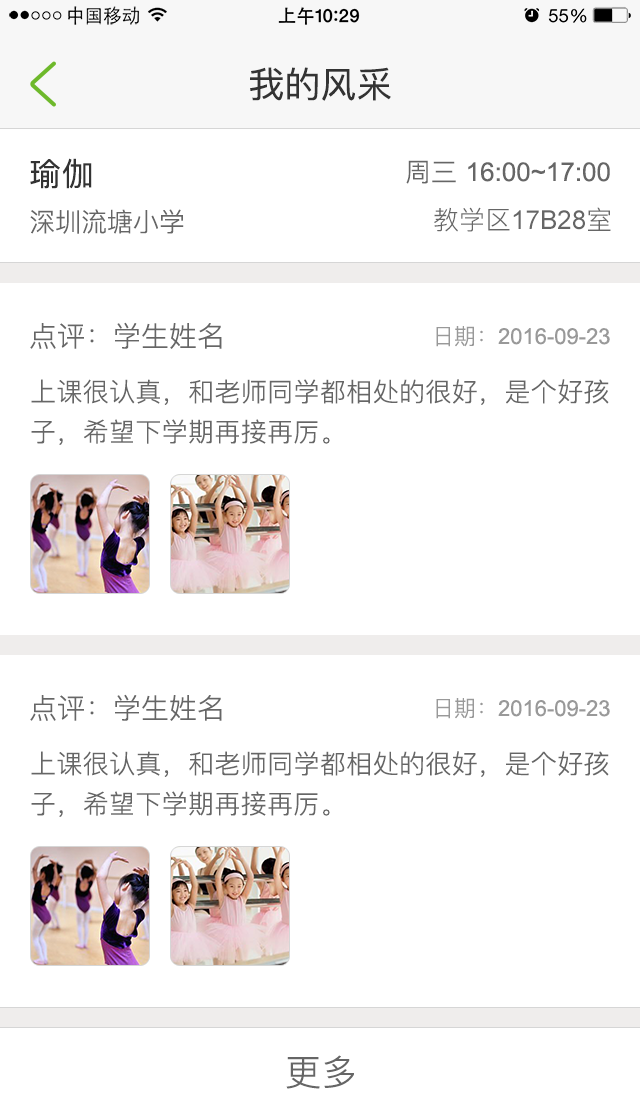 中国移动 上午10:29 55%
我的风采
瑜伽 周三 16:00~17:00
深圳流塘小学 教学区17B28室
点评：学生姓名 日期：2016-09-23
上课很认真，和老师同学都相处的很好，是个好孩
子，希望下学期再接再厉。
点评：学生姓名 日期：2016-09-23
上课很认真，和老师同学都相处的很好，是个好孩
子，希望下学期再接再厉。
更多